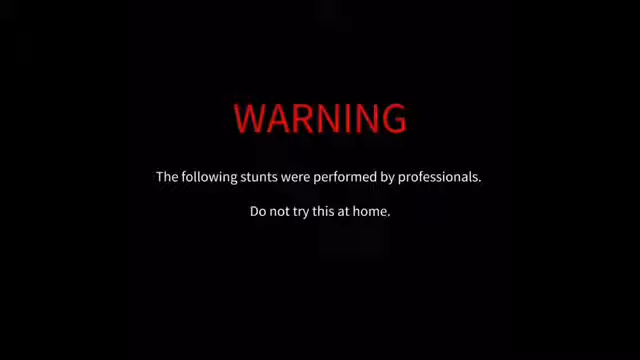 WARNING
The following stunts were performed by professionals.
Do not try this at home.